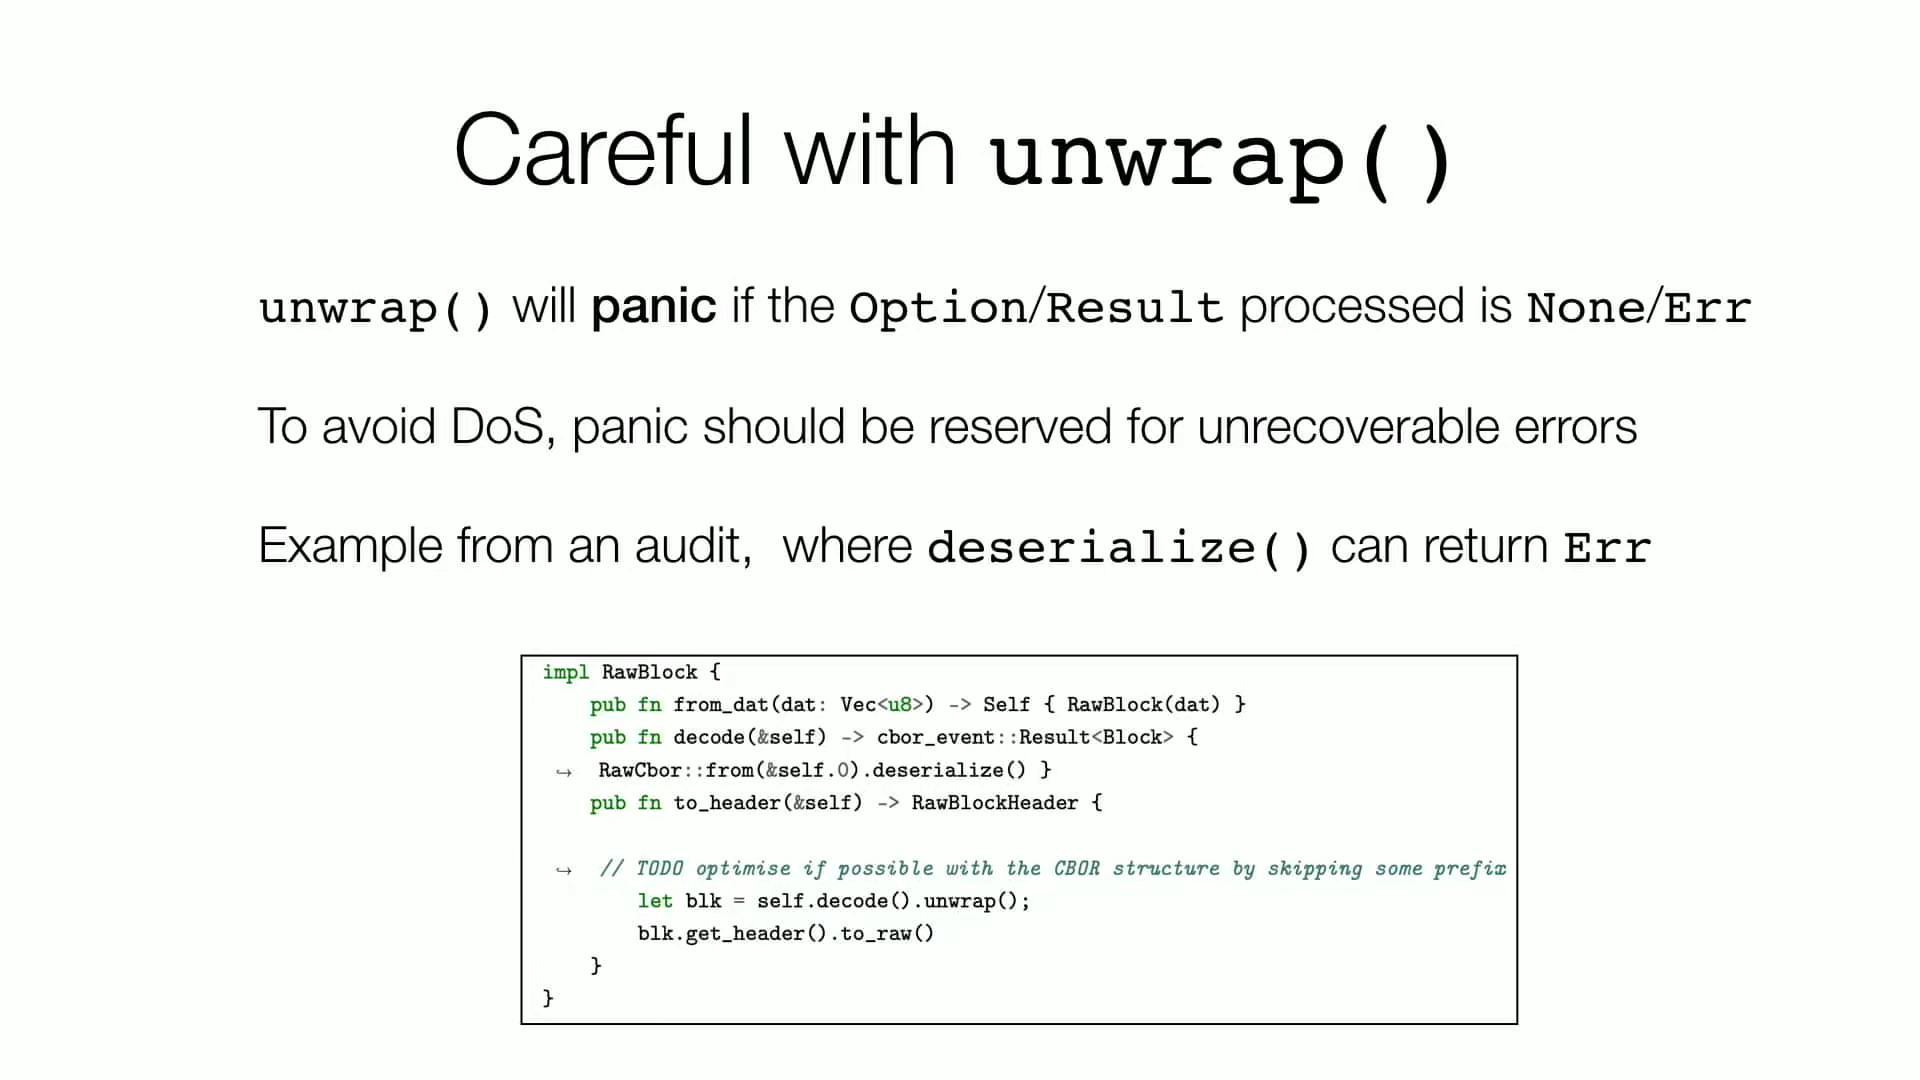 Careful with unwrap()
unwrap() will panic if the Option/Result processed is None/Err
To avoid DoS, panic should be reserved for unrecoverable errors
Example from an audit,  where deserialize() can return Err
impl RawBlock {
    pub fn from_dat(dat: Vec<u8>) -> Self { RawBlock(dat) }
    pub fn decode(&self) -> cbor_event::Result<Block> {
 ↪  RawCbor::from(&self.0).deserialize() }
    pub fn to_header(&self) -> RawBlockHeader {
 ↪  // TODO optimise if possible with the CBOR structure by skipping some prefix
        let blk = self.decode().unwrap();
        blk.get_header().to_raw()
    }
}